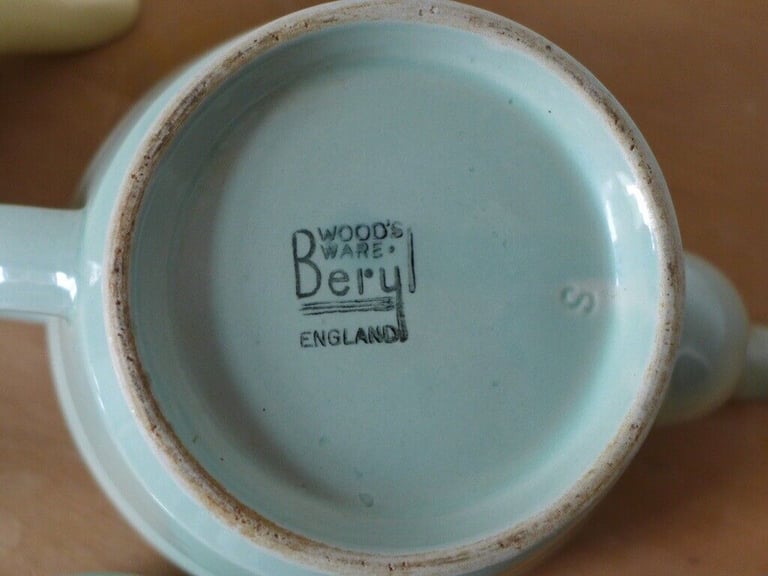 WOOD'S
WARE.
Beryl
ENGLAND
S